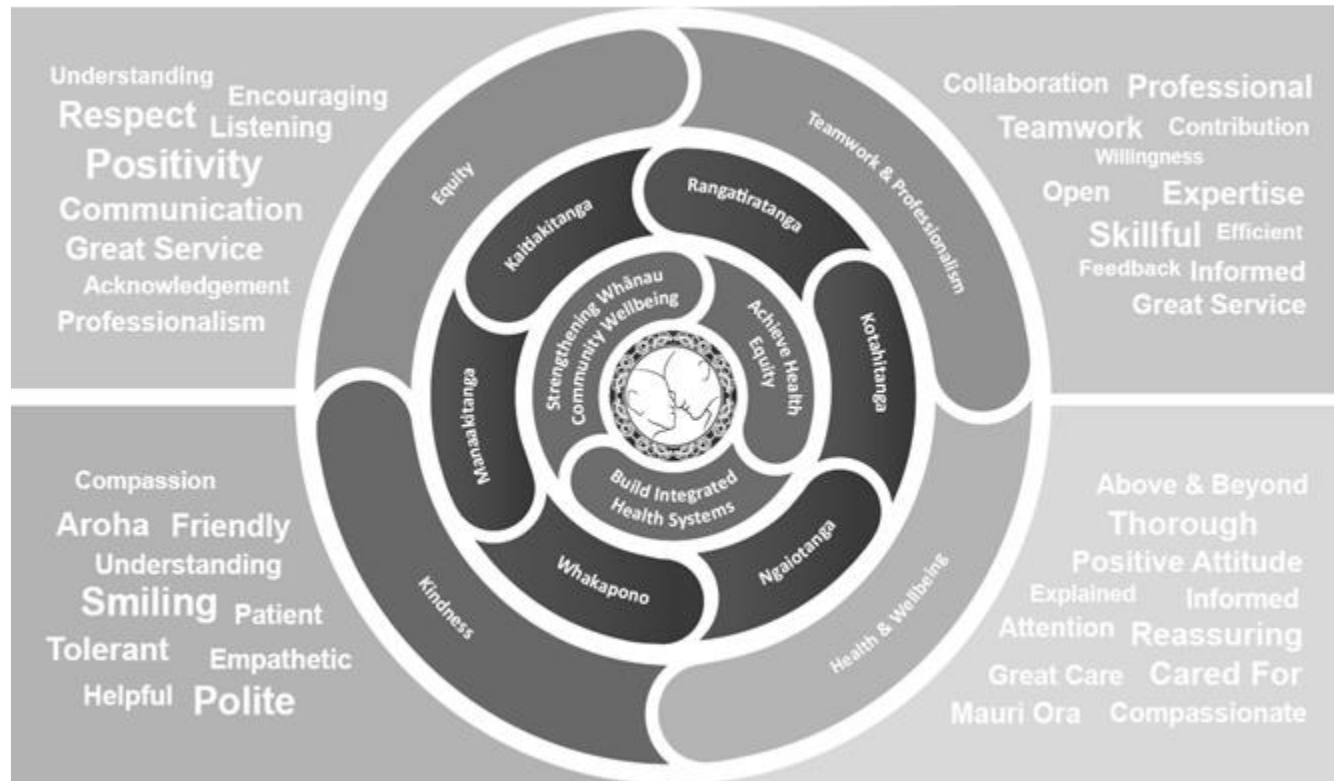 Understanding
Respect Encouraging
Listening
Positivity
Communication
Great Service
Acknowledgement
Professionalism
Collaboration Professional
Teamwork Contribution
Willingness
Open Expertise
Skillful Efficient
Feedback Informed
Great Service
Equity
Teamwork & Professionalism
Kaitiakitanga
Rangatiratanga
Kotahitanga
Ngaiotanga
Whakapono
Manaakitanga
Strengthening Whānau
Community Wellbeing
Achieve Health
Equity
Build Integrated
Health Systems
Kindness
Health & Wellbeing
Compassion
Aroha Friendly
Understanding
Smiling Patient
Tolerant Empathetic
Helpful Polite
Above & Beyond
Thorough
Positive Attitude
Explained Informed
Attention Reassuring
Great Care Cared For
Mauri Ora Compassionate